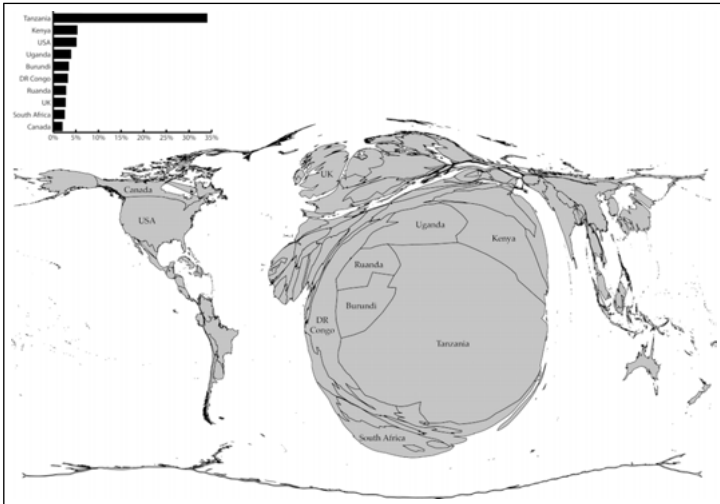 Tanzania
Kenya
USA
Uganda
Burundi
DR Congo
Ruanda
UK
South Africa
Canada
0% 5% 10% 15% 20% 25% 30% 35%
UK
Canada
USA
Uganda
Kenya
Ruanda
Burundi
DR
Congo
Tanzania
South Africa